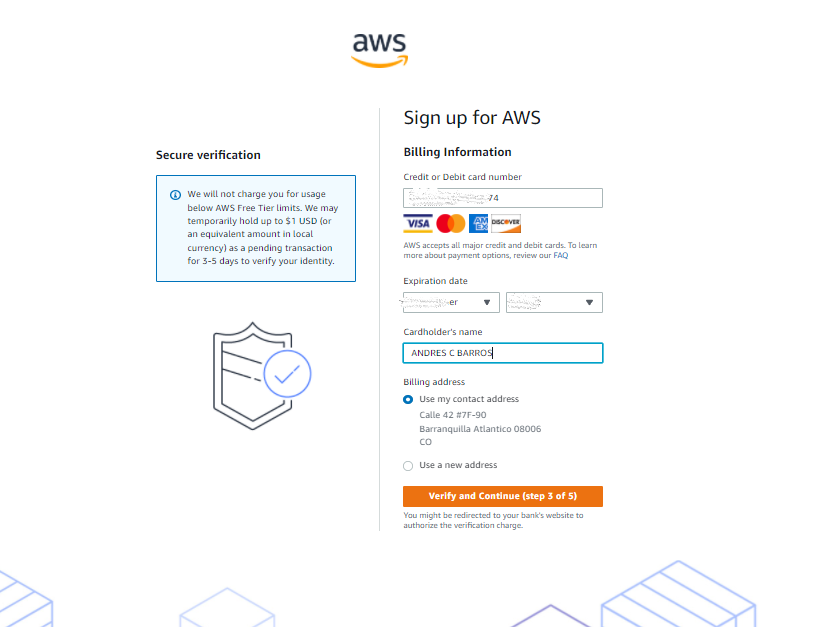 aws
Sign up for AWS
Secure verification
We will not charge you for usage
below AWS Free Tier limits. We may
temporarily hold up to $1 USD (or
an equivalent amount in local
currency) as a pending transaction
for 3-5 days to verify your identity.
Billing Information
Credit or Debit card number
74
VISA AM EX DISCOVER
AWS accepts all major credit and debit cards. To learn
more about payment options, review our FAQ
Expiration date
er
Cardholder's name
ANDRES C BARROS
Billing address
Use my contact address
Calle 42 #7F-90
Barranquilla Atlantico 08006
CO
Use a new address
Verify and Continue (step 3 of 5)
You might be redirected to your bank's website to
authorize the verification charge.